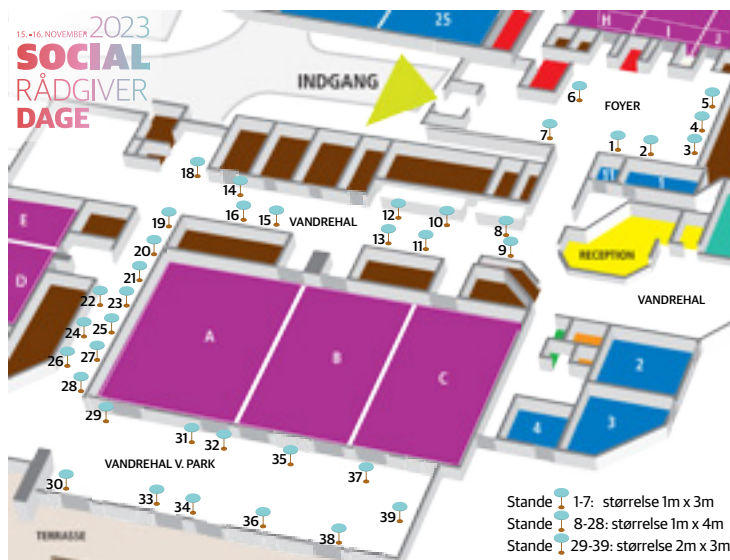 15. -16. NOVEMBER 2023
SOCIAL
RÅDGIVER
DAGE
25
H
I
J
INDGANG
FOYER
6
5
4
7
1
2
3
18
14
1
16
15
VANDREHAL
12
10
13
11
8
9
19
20
21
RECEPTION
VANDREHAL
E
D
22
23
24
25
26
27
28
29
A
B
C
2
3
4
31
32
35
37
VANDREHAL V. PARK
30
33
34
36
38
39
TERRASSE
Stande 1-7: størrelse 1m x 3m
Stande 8-28: størrelse 1m x 4m
Stande 29-39: størrelse 2m x 3m